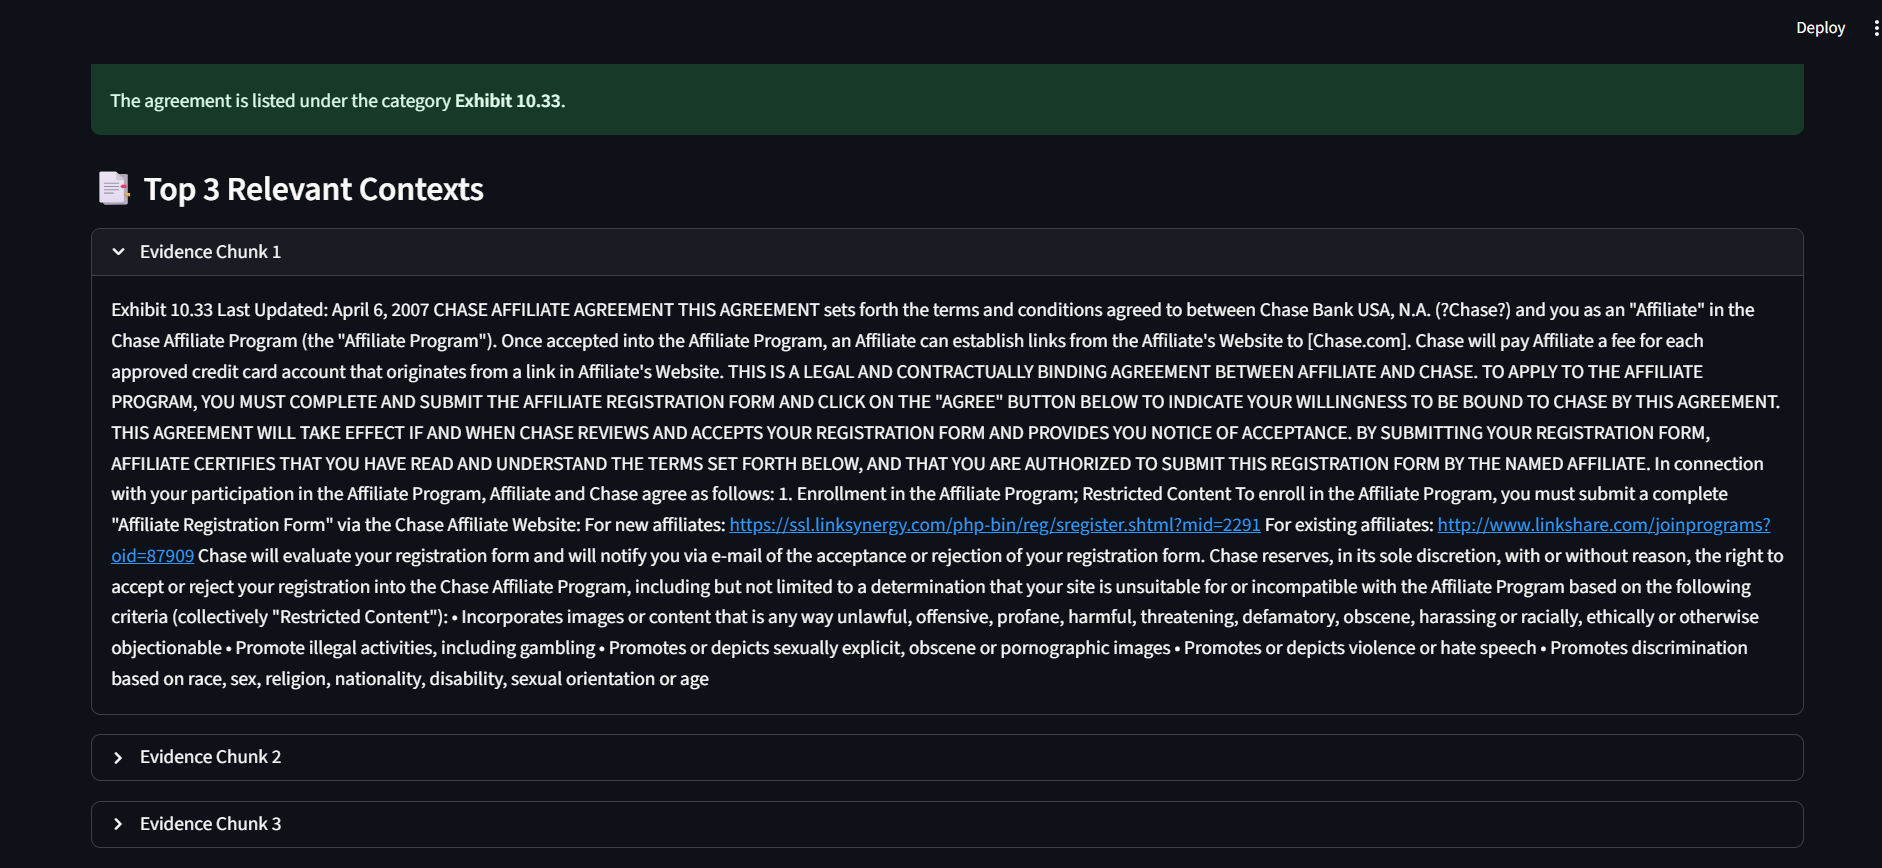 Deploy
The agreement is listed under the category Exhibit 10.33.
Top 3 Relevant Contexts
Evidence Chunk 1
Exhibit 10.33 Last Updated: April 6, 2007 CHASE AFFILIATE AGREEMENT THIS AGREEMENT sets forth the terms and conditions agreed to between Chase Bank USA, N.A. (?Chase?) and you as an "Affiliate" in the
Chase Affiliate Program (the "Affiliate Program"). Once accepted into the Affiliate Program, an Affiliate can establish links from the Affiliate's Website to [Chase.com]. Chase will pay Affiliate a fee for each
approved credit card account that originates from a link in Affiliate's Website. THIS IS A LEGAL AND CONTRACTUALLY BINDING AGREEMENT BETWEEN AFFILIATE AND CHASE. TO APPLY TO THE AFFILIATE
PROGRAM, YOU MUST COMPLETE AND SUBMIT THE AFFILIATE REGISTRATION FORM AND CLICK ON THE "AGREE" BUTTON BELOW TO INDICATE YOUR WILLINGNESS TO BE BOUND TO CHASE BY THIS AGREEMENT.
THIS AGREEMENT WILL TAKE EFFECT IF AND WHEN CHASE REVIEWS AND ACCEPTS YOUR REGISTRATION FORM AND PROVIDES YOU NOTICE OF ACCEPTANCE. BY SUBMITTING YOUR REGISTRATION FORM,
AFFILIATE CERTIFIES THAT YOU HAVE READ AND UNDERSTAND THE TERMS SET FORTH BELOW, AND THAT YOU ARE AUTHORIZED TO SUBMIT THIS REGISTRATION FORM BY THE NAMED AFFILIATE. In connection
with your participation in the Affiliate Program, Affiliate and Chase agree as follows: 1. Enrollment in the Affiliate Program; Restricted Content To enroll in the Affiliate Program, you must submit a complete
"Affiliate Registration Form" via the Chase Affiliate Website: For new affiliates: https://ssl.linksynergy.com/php-bin/reg/sregister.shtml?mid=2291 For existing affiliates: http://www.linkshare.com/joinprograms?
oid=87909 Chase will evaluate your registration form and will notify you via e-mail of the acceptance or rejection of your registration form. Chase reserves, in its sole discretion, with or without reason, the right to
accept or reject your registration into the Chase Affiliate Program, including but not limited to a determination that your site is unsuitable for or incompatible with the Affiliate Program based on the following
criteria (collectively "Restricted Content"): • Incorporates images or content that is any way unlawful, offensive, profane, harmful, threatening, defamatory, obscene, harassing or racially, ethically or otherwise
objectionable • Promote illegal activities, including gambling • Promotes or depicts sexually explicit, obscene or pornographic images • Promotes or depicts violence or hate speech • Promotes discrimination
based on race, sex, religion, nationality, disability, sexual orientation or age
Evidence Chunk 2
Evidence Chunk 3